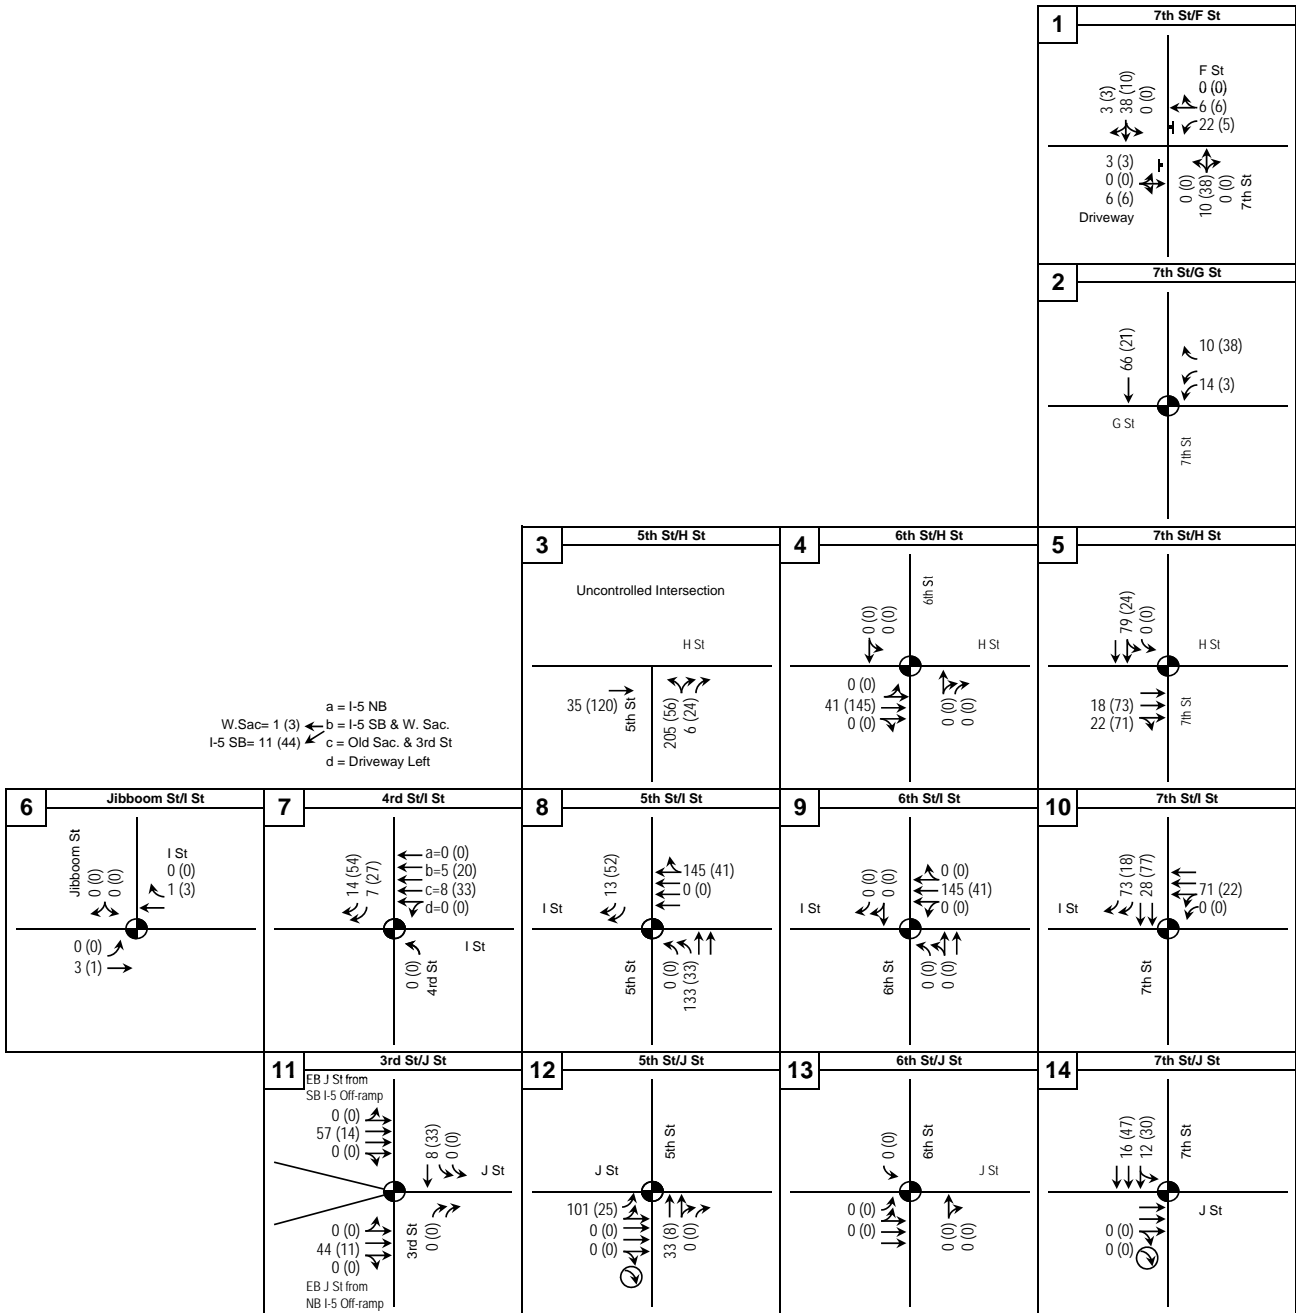 1
7th St/F St
3 (3)
38 (10)
0 (0)
F St
0 (0)
6 (6)
22 (5)
3 (3)
0 (0)
6 (6)
Driveway
0 (0)
10 (38)
0 (0)
7th St
2
7th St/G St
66 (21)
10 (38)
14 (3)
G St
7th St
3
5th St/H St
Uncontrolled Intersection
H St
35 (120)
5th St
205 (56)
6 (24)
4
6th St/H St
6th St
0 (0)
0 (0)
H St
0 (0)
41 (145)
0 (0)
0 (0)
0 (0)
5
7th St/H St
79 (24)
0 (0)
H St
18 (73)
22 (71)
7th St
a = I-5 NB
W.Sac= 1 (3)
b = I-5 SB & W. Sac.
I-5 SB= 11 (44)
c = Old Sac. & 3rd St
d = Driveway Left
6
Jibboom St/I St
Jibboom St
0 (0)
0 (0)
I St
0 (0)
1 (3)
0 (0)
3 (1)
7
4rd St/I St
14 (54)
7 (27)
a=0 (0)
b=5 (20)
c=8 (33)
d=0 (0)
I St
0 (0)
4rd St
8
5th St/I St
13 (52)
145 (41)
0 (0)
I St
5th St
0 (0)
133 (33)
9
6th St/I St
0 (0)
0 (0)
0 (0)
145 (41)
0 (0)
I St
6th St
0 (0)
0 (0)
10
7th St/I St
73 (18)
28 (77)
71 (22)
0 (0)
I St
7th St
11
3rd St/J St
EB J St from
SB I-5 Off-ramp
0 (0)
57 (14)
0 (0)
8 (33)
0 (0)
J St
0 (0)
44 (11)
0 (0)
3rd St
0 (0)
EB J St from
NB I-5 Off-ramp
12
5th St/J St
5th St
J St
101 (25)
0 (0)
0 (0)
33 (8)
0 (0)
13
6th St/J St
0 (0)
6th St
J St
0 (0)
0 (0)
0 (0)
0 (0)
14
7th St/J St
16 (47)
12 (30)
7th St
J St
0 (0)
0 (0)